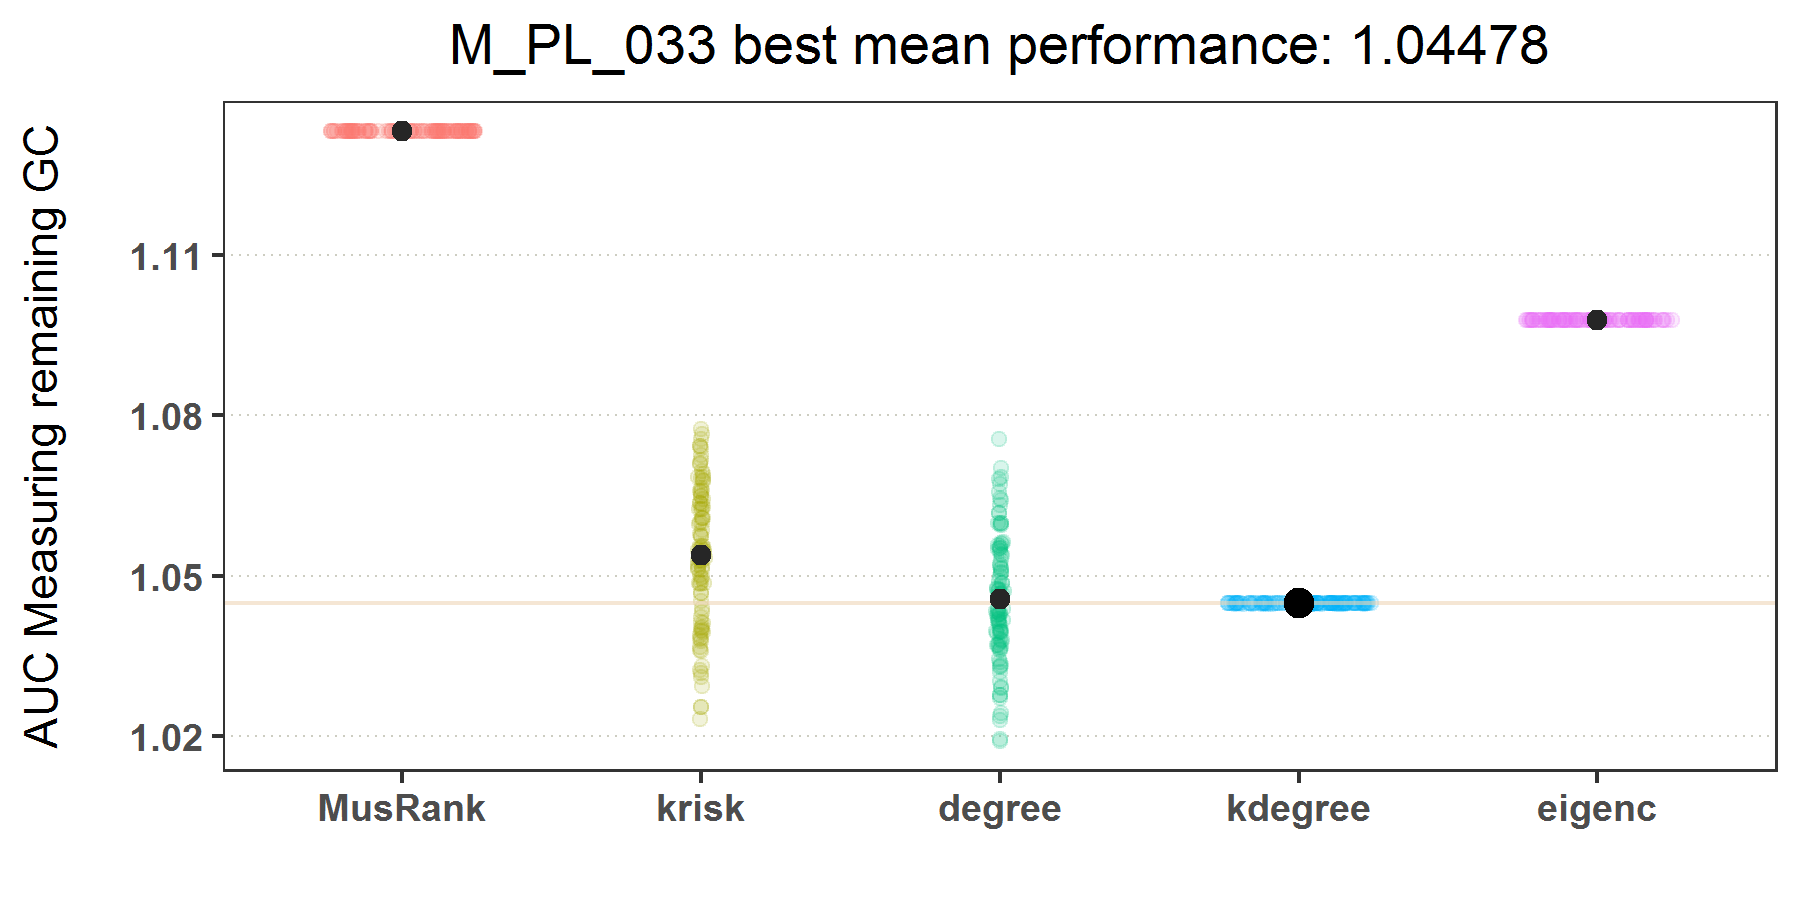 M_PL_033 best mean performance: 1.04478
AUC Measuring remaining GC
1.11
1.08
1.05
1.02
MusRank krisk degree kdegree eigenc